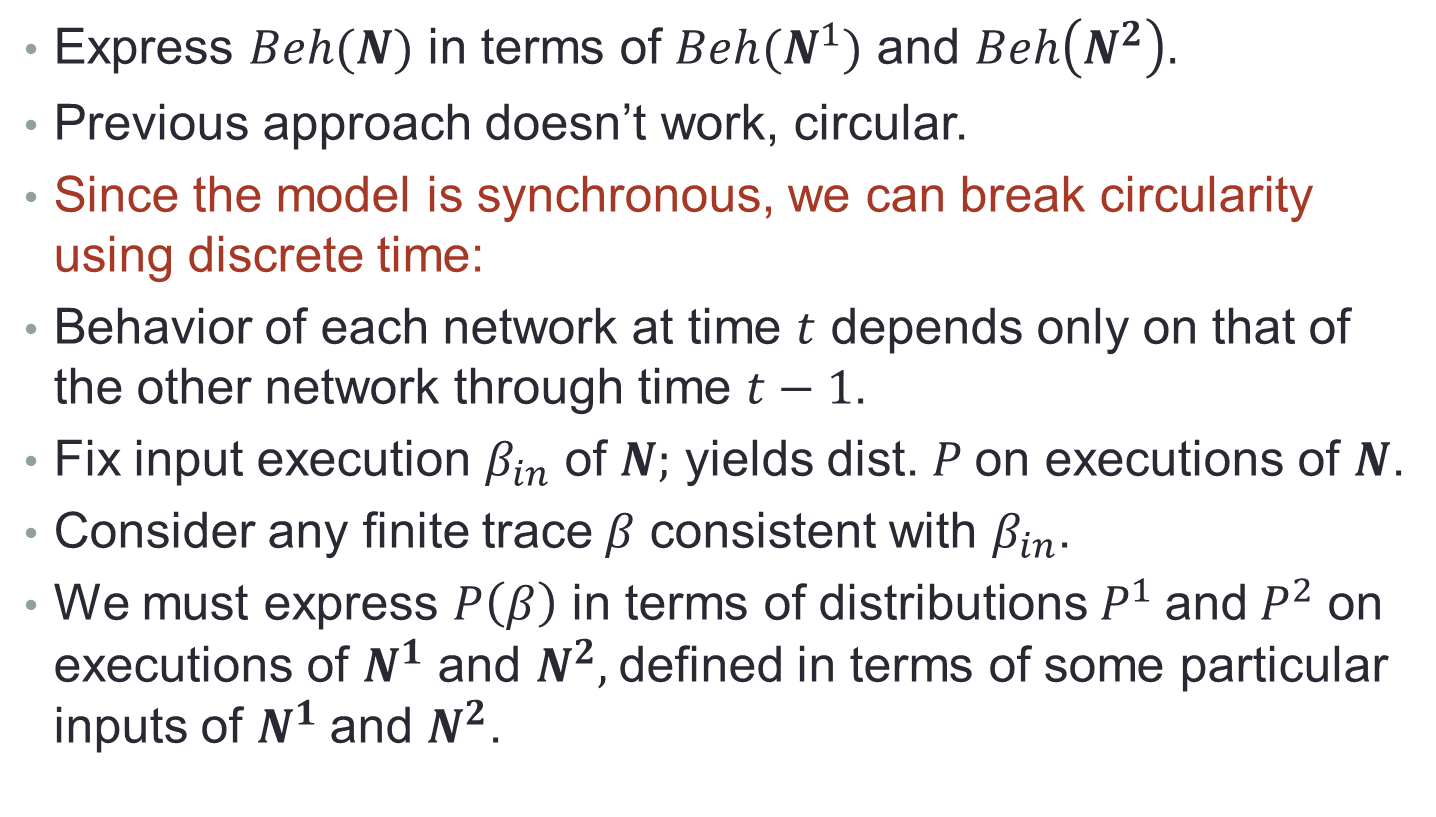 • Express Beh(N) in terms of Beh(N¹) and Beh(N²).
• Previous approach doesn’t work, circular.
• Since the model is synchronous, we can break circularity
using discrete time:
• Behavior of each network at time t depends only on that of
the other network through time t − 1.
• Fix input execution βᵢₙ of N; yields dist. P on executions of N.
• Consider any finite trace β consistent with βᵢₙ.
• We must express P(β) in terms of distributions P¹ and P² on
executions of N¹ and N², defined in terms of some particular
inputs of N¹ and N².